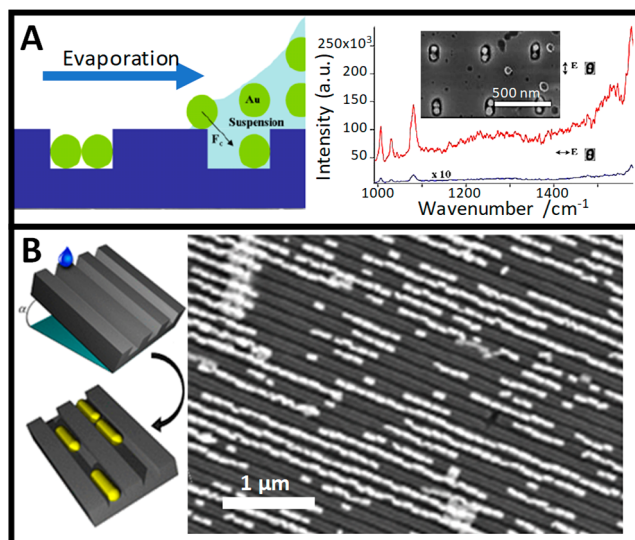 A
Evaporation
Au
Suspension
Fc
Intensity (a.u.)
250x10³
200
150
100
50
1000
1200
1400
Wavenumber /cm⁻¹
500 nm
E
E
x 10
B
α
1 μm